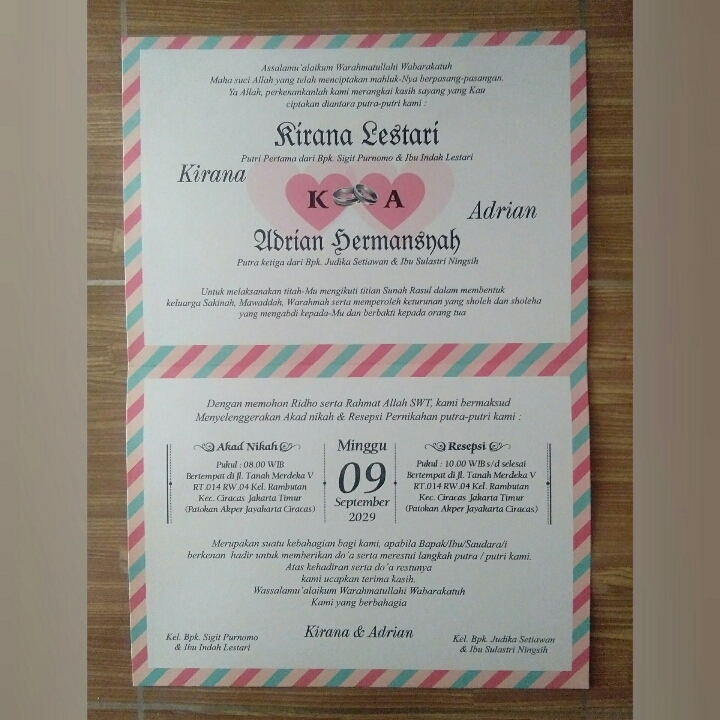 Assalamu'alaikum Warahmatullahi Wabarakatuh
Maha suci Allah yang telah menciptakan mahluk-Nya berpasang-pasangan.
Ya Allah, perkenankanlah kami merangkai kasih sayang yang Kau
ciptakan diantara putra-putri kami :
Kirana Lestari
Putri Pertama dari Bpk. Sigit Purnomo & Ibu Indah Lestari
Kirana
K A
Adrian
Adrian Hermansyah
Putra ketiga dari Bpk. Judika Setiawan & Ibu Sulastri Ningsih
Untuk melaksanakan titah-Mu mengikuti titian Sunah Rasul dalam membentuk
keluarga Sakinah, Mawaddah, Warahmah serta memperoleh keturunan yang sholeh dan sholeha
yang mengabdi kepada-Mu dan berbakti kepada orang tua
Dengan memohon Ridho serta Rahmat Allah SWT, kami bermaksud
Menyelenggerakan Akad nikah & Resepsi Pernikahan putra-putri kami :
Akad Nikah
Pukul : 08.00 WIB
Bertempat di Jl. Tanah Merdeka V
RT.014 RW.04 Kel. Rambutan
Kec. Ciracas Jakarta Timur
(Patokan Akper Jayakarta Ciracas)
Minggu
09
September
2029
Resepsi
Pukul : 10.00 WIB s/d selesai
Bertempat di Jl. Tanah Merdeka V
RT.014 RW.04 Kel. Rambutan
Kec. Ciracas Jakarta Timur
(Patokan Akper Jayakarta Ciracas)
Merupakan suatu kebahagian bagi kami, apabila Bapak/Ibu/Saudara/i
berkenan hadir untuk memberikan do'a serta merestui langkah putra / putri kami.
Atas kehadiran serta do'a restunya
kami ucapkan terima kasih.
Wassalamu'alaikum Warahmatullahi Wabarakatuh
Kami yang berbahagia
Kirana & Adrian
Kel. Bpk. Sigit Purnomo
& Ibu Indah Lestari
Kel. Bpk. Judika Setiawan
& Ibu Sulastri Ningsih